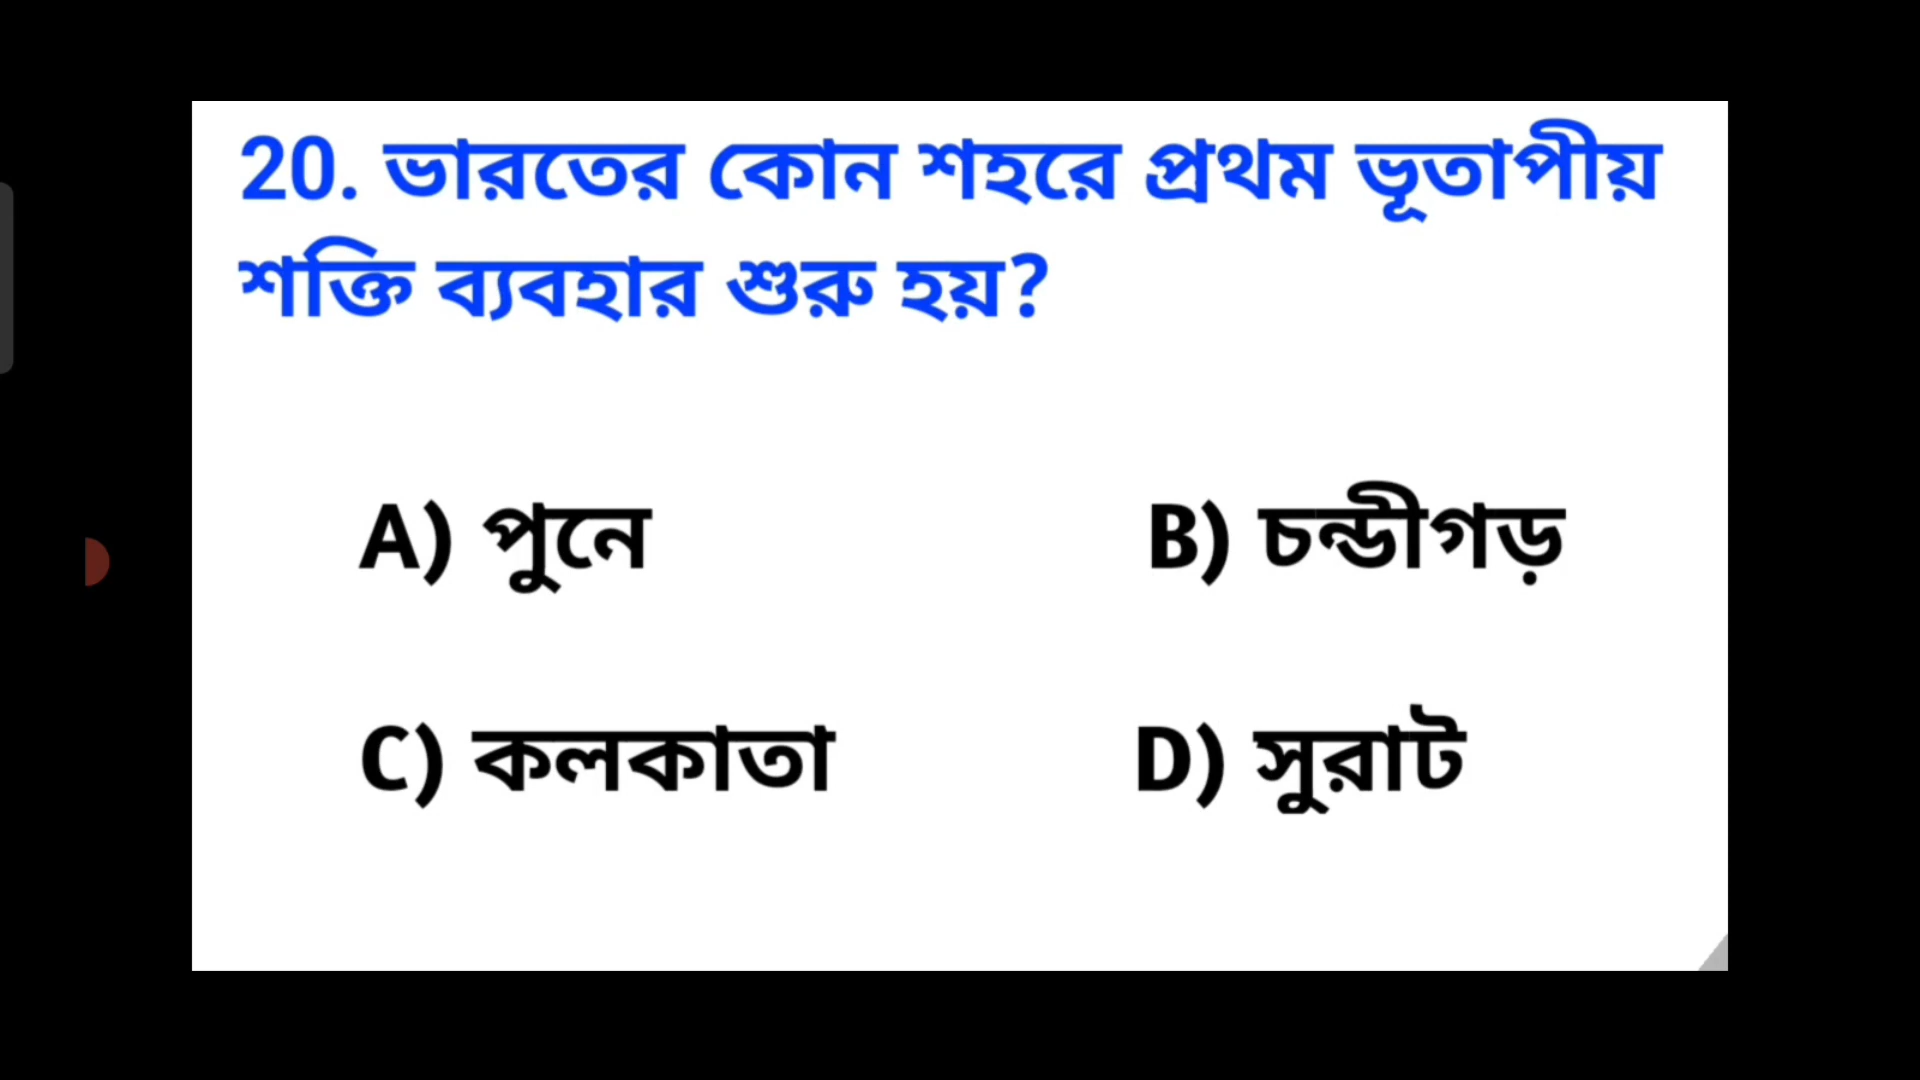 20. ভারতের কোন শহরে প্রথম ভূতাপীয়
শক্তি ব্যবহার শুরু হয়?
A) পুনে
B) চন্ডীগড়
C) কলকাতা
D) সুরাট